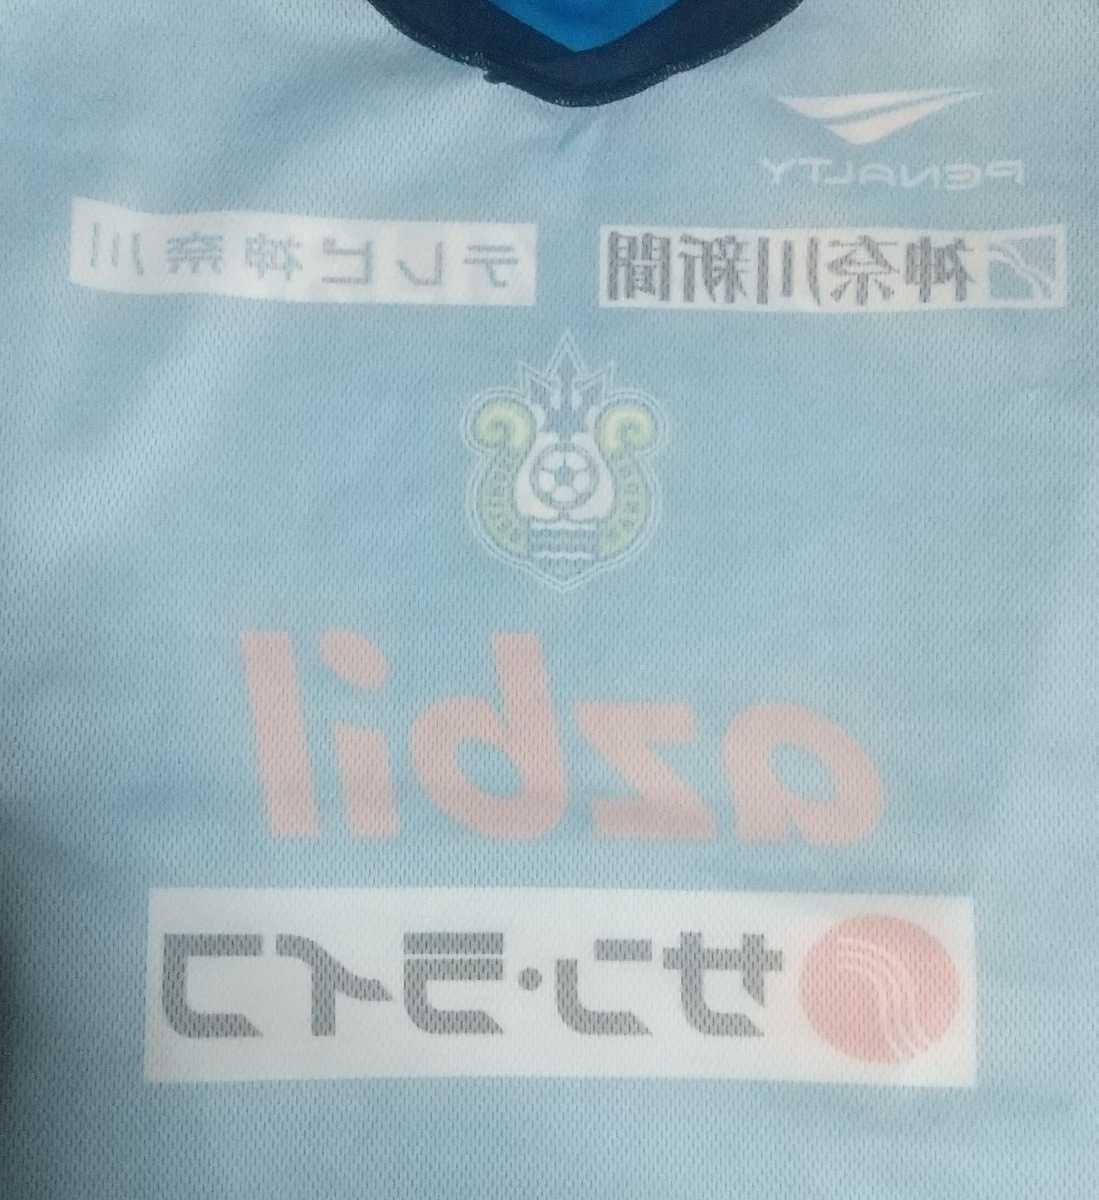 PENALTY
神奈川新聞
テレビ神奈川
azbil
サン・ライフ